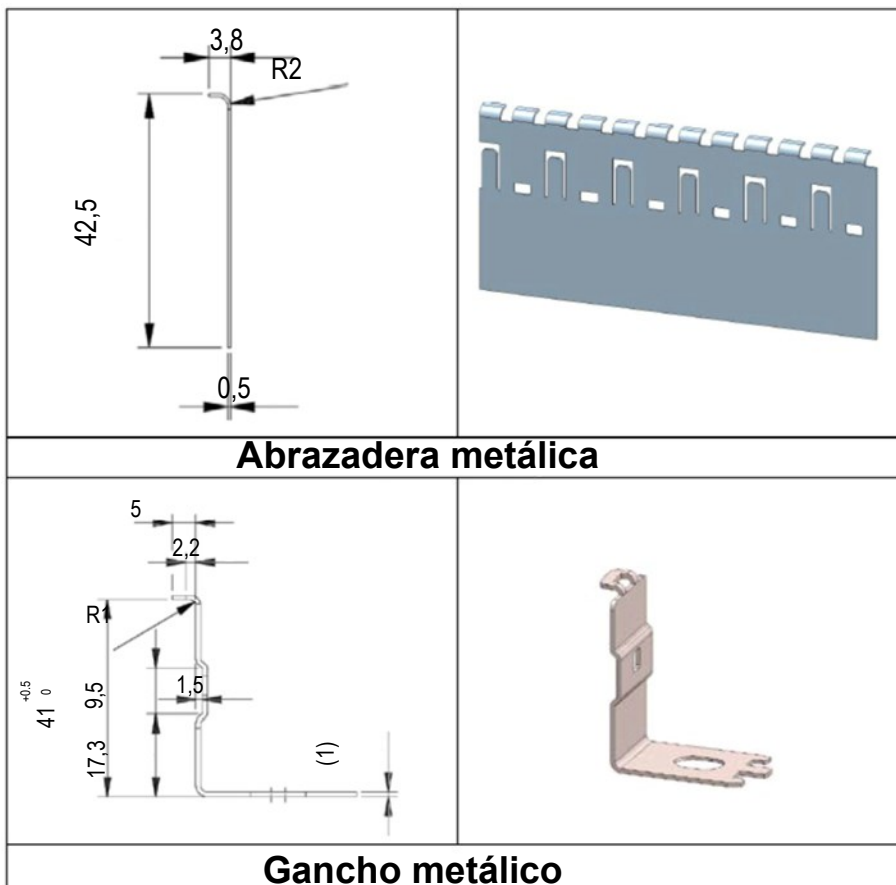 3,8
R2
42,5
0,5
Abrazadera metálica
5
2,2
R1
+0.5
41 0
9,5
1,5
17,3
(1)
Gancho metálico